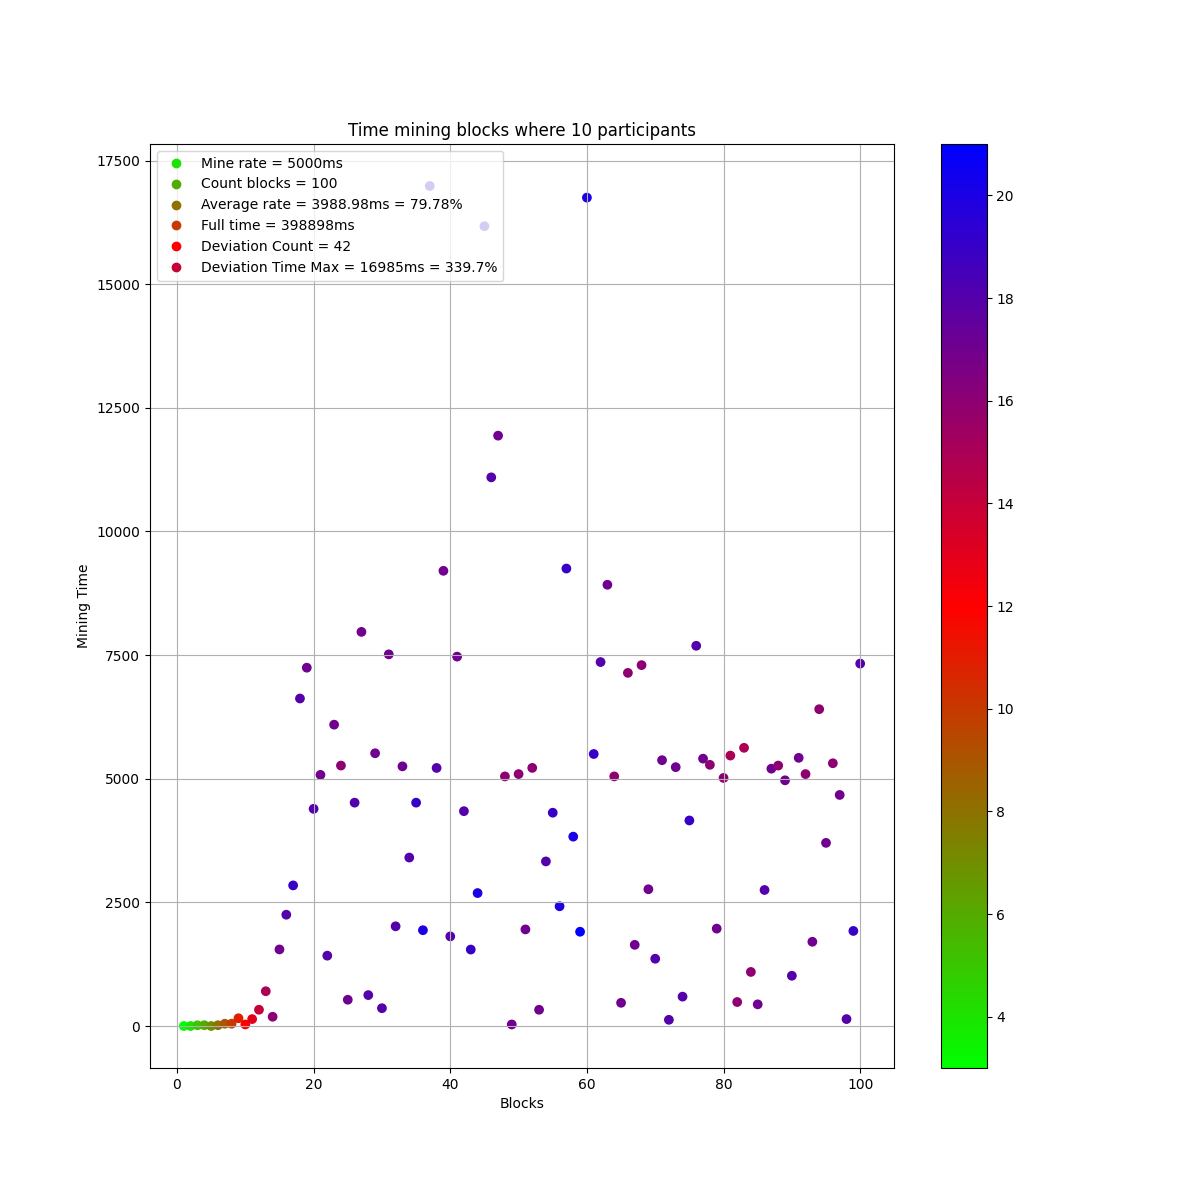 Time mining blocks where 10 participants
Mine rate = 5000ms
Count blocks = 100
Average rate = 3988.98ms = 79.78%
Full time = 398898ms
Deviation Count = 42
Deviation Time Max = 16985ms = 339.7%
17500
15000
12500
10000
7500
5000
2500
0
Mining Time
0 20 40 60 80 100
Blocks
20
18
16
14
12
10
8
6
4